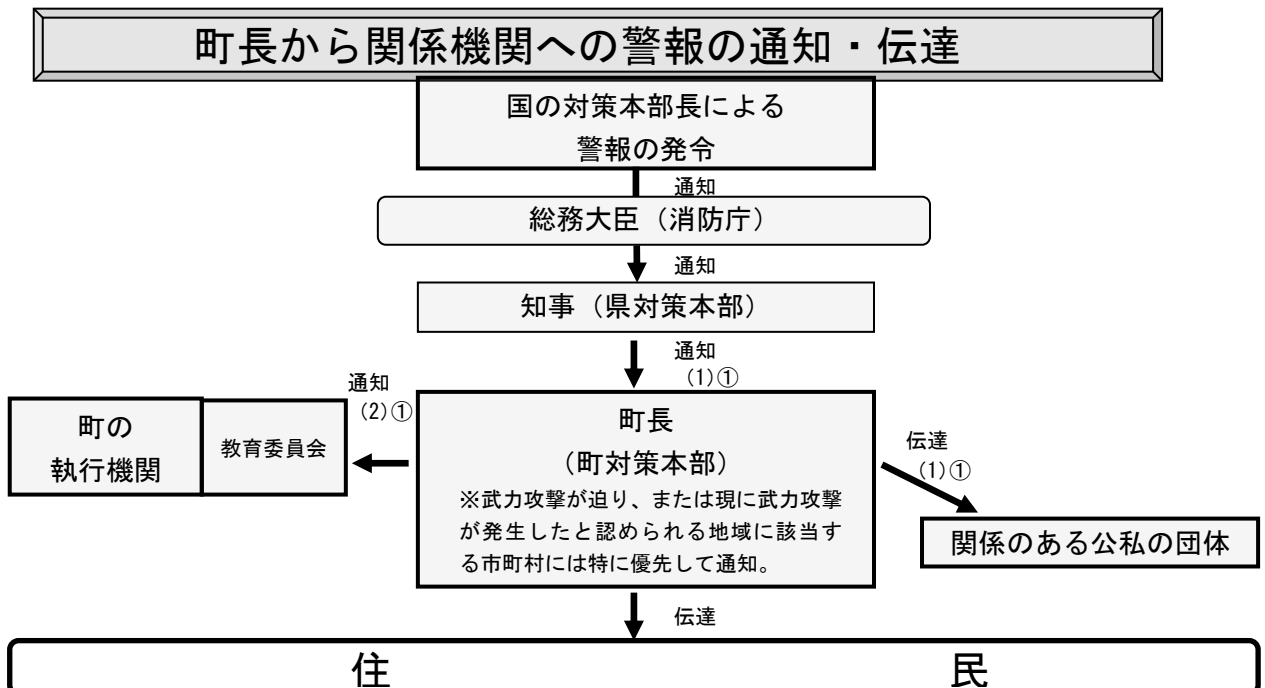 町長から関係機関への警報の通知・伝達
国の対策本部長による
警報の発令
通知
総務大臣（消防庁）
通知
知事（県対策本部）
通知
(1)①
通知
(2)①
町の
執行機関
教育委員会
町長
（町対策本部）
※武力攻撃が迫り、または現に武力攻撃
が発生したと認められる地域に該当す
る市町村には特に優先して通知。
伝達
(1)①
関係のある公私の団体
伝達
住 民